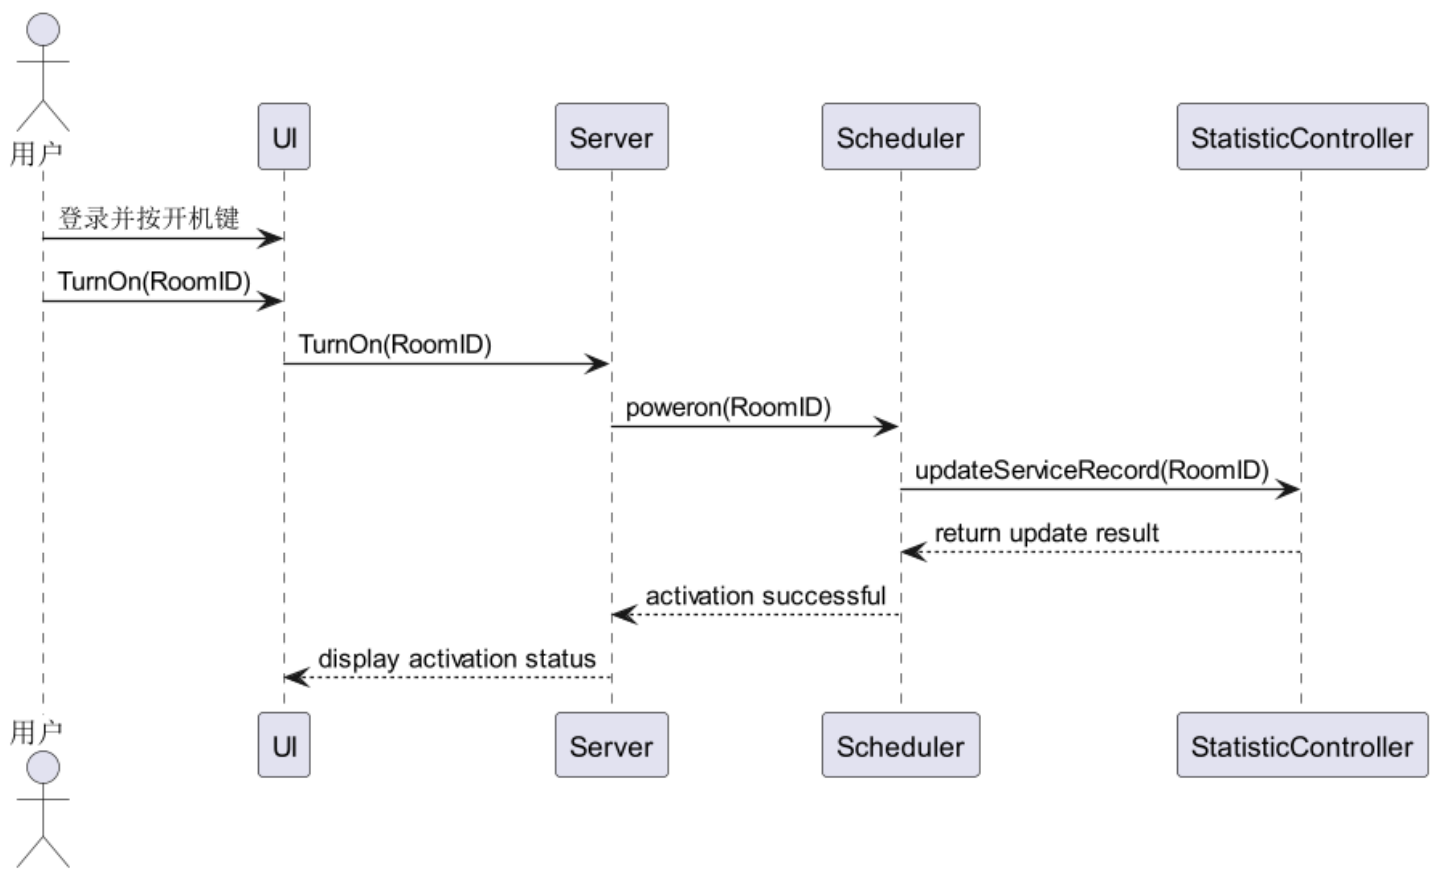 用户
UI
Server
Scheduler
StatisticController
登录并按开机键
TurnOn(RoomID)
TurnOn(RoomID)
poweron(RoomID)
updateServiceRecord(RoomID)
return update result
activation successful
display activation status
用户
UI
Server
Scheduler
StatisticController